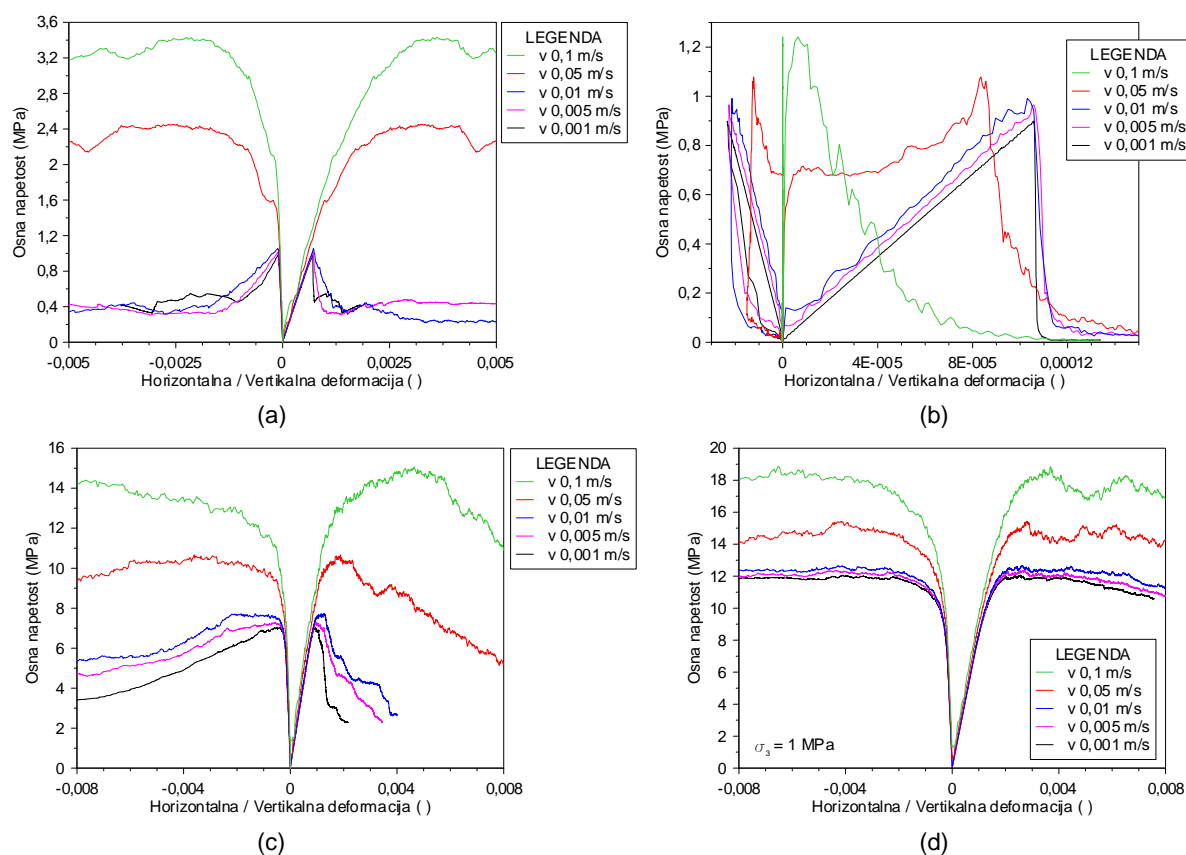 3,6
3,2
2,8
2,4
2
1,6
1,2
0,8
0,4
0
Osna napetost (MPa)
-0,005 -0,0025 0 0,0025 0,005
Horizontalna / Vertikalna deformacija ( )
LEGENDA
v 0,1 m/s
v 0,05 m/s
v 0,01 m/s
v 0,005 m/s
v 0,001 m/s
(a)
1,2
1
0,8
0,6
0,4
0,2
0
Osna napetost (MPa)
0 4E-005 8E-005 0,00012
Horizontalna / Vertikalna deformacija ( )
LEGENDA
v 0,1 m/s
v 0,05 m/s
v 0,01 m/s
v 0,005 m/s
v 0,001 m/s
(b)
16
14
12
10
8
6
4
2
0
Osna napetost (MPa)
-0,008 -0,004 0 0,004 0,008
Horizontalna / Vertikalna deformacija ( )
LEGENDA
v 0,1 m/s
v 0,05 m/s
v 0,01 m/s
v 0,005 m/s
v 0,001 m/s
(c)
20
18
16
14
12
10
8
6
4
2
0
Osna napetost (MPa)
-0,008 -0,004 0 0,004 0,008
Horizontalna / Vertikalna deformacija ( )
LEGENDA
v 0,1 m/s
v 0,05 m/s
v 0,01 m/s
v 0,005 m/s
v 0,001 m/s
σ₃ = 1 MPa
(d)